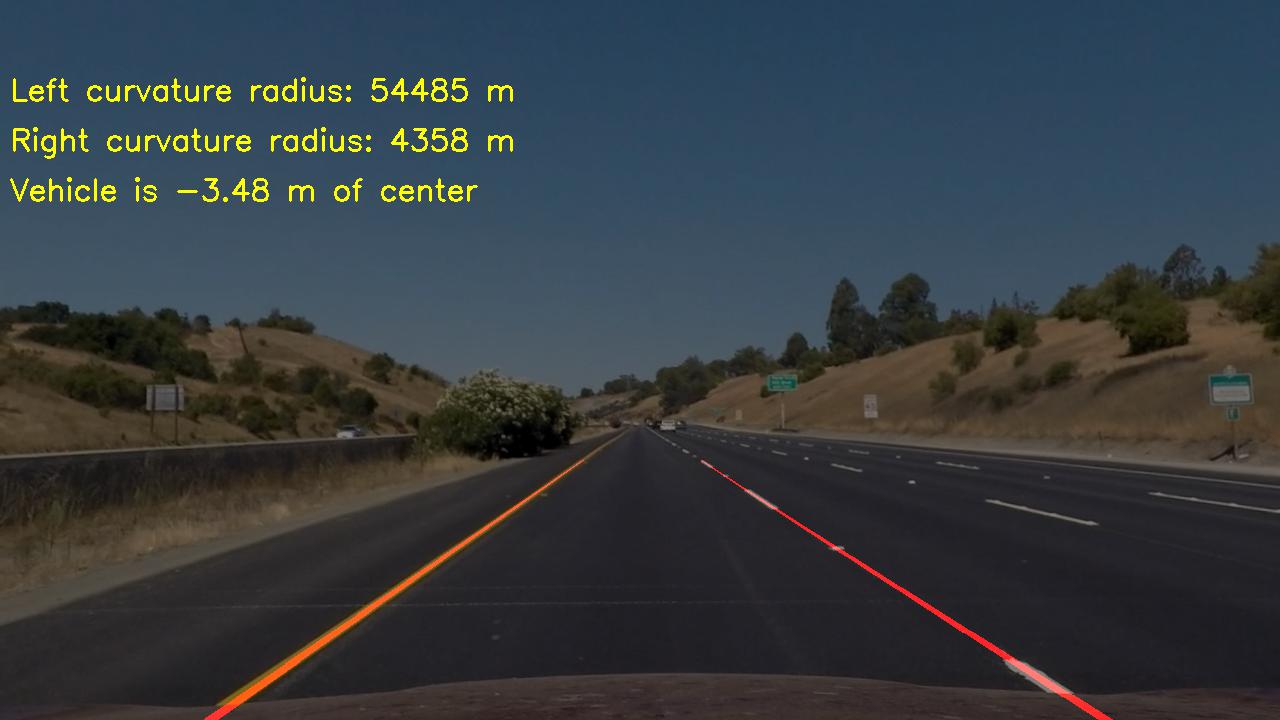 Left curvature radius: 54485 m
Right curvature radius: 4358 m
Vehicle is -3.48 m of center